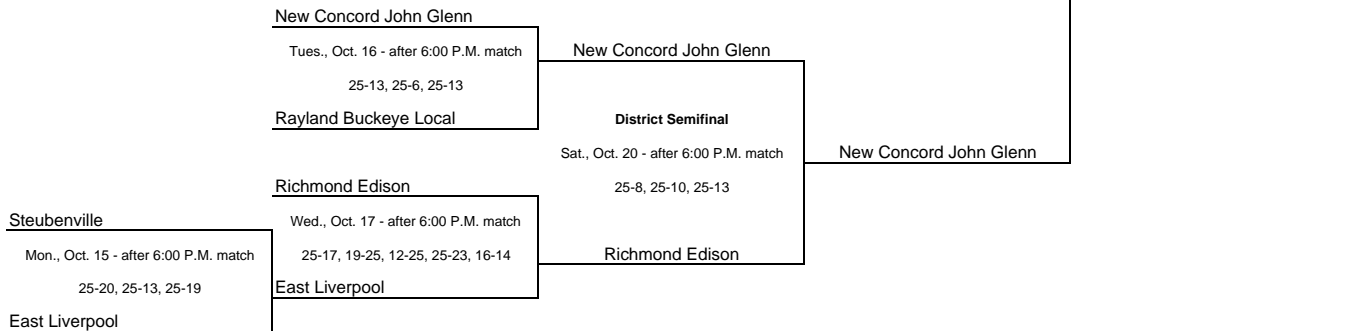 New Concord John Glenn
Tues., Oct. 16 - after 6:00 P.M. match
New Concord John Glenn
25-13, 25-6, 25-13
Rayland Buckeye Local
District Semifinal
Sat., Oct. 20 - after 6:00 P.M. match
New Concord John Glenn
Richmond Edison
25-8, 25-10, 25-13
Steubenville
Wed., Oct. 17 - after 6:00 P.M. match
Mon., Oct. 15 - after 6:00 P.M. match
25-17, 19-25, 12-25, 25-23, 16-14
Richmond Edison
25-20, 25-13, 25-19
East Liverpool
East Liverpool